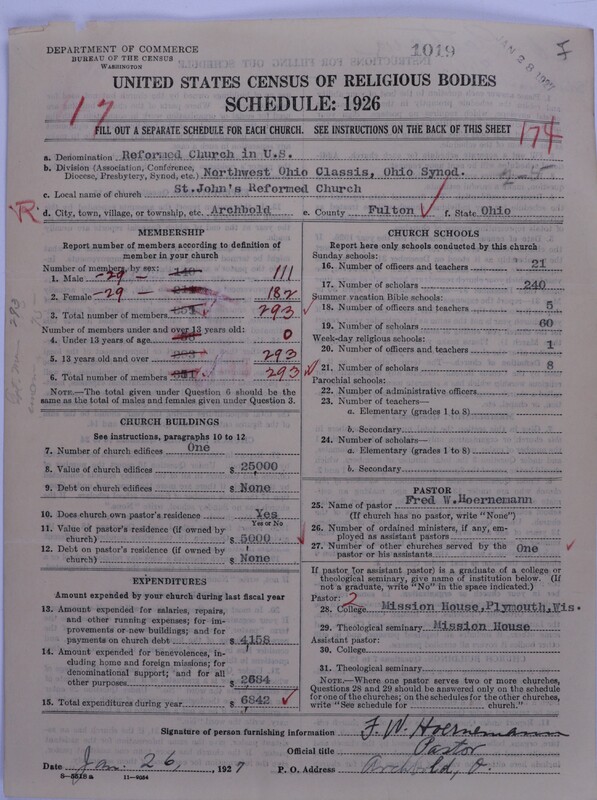 DEPARTMENT OF COMMERCE
BUREAU OF THE CENSUS
WASHINGTON
1019
JAN 28 1927
UNITED STATES CENSUS OF RELIGIOUS BODIES
SCHEDULE: 1926
17
FILL OUT A SEPARATE SCHEDULE FOR EACH CHURCH. SEE INSTRUCTIONS ON THE BACK OF THIS SHEET
174
a. Denomination Reformed Church in U.S.
b. Division (Association, Conference, Diocese, Presbytery, Synod, etc.) Northwest Ohio Classis, Ohio Synod.
2-5
c. Local name of church St.John's Reformed Church
R
d. City, town, village, or township, etc. Archbold e. County Fulton f. State Ohio
MEMBERSHIP
Report number of members according to definition of
member in your church
Number of members, by sex:
1. Male -29- 111
2. Female -29- 182
3. Total number of members 293
Number of members under and over 13 years old:
4. Under 13 years of age 0
5. 13 years old and over 293
6. Total number of members 293
NOTE.—The total given under Question 6 should be
same as the total of males and females given under Question 3.
293
CHURCH BUILDINGS
See instructions, paragraphs 10 to 12
7. Number of church edifices One
8. Value of church edifices $ 25000
9. Debt on church edifices $ None
10. Does church own pastor's residence? Yes
Yes or No
11. Value of pastor's residence (if owned by
church) $ 5000
12. Debt on pastor's residence (if owned by
church) $ None
EXPENDITURES
Amount expended by your church during last fiscal year
13. Amount expended for salaries, repairs,
and other running expenses; for im-
provements or new buildings; and for
payments on church debt $ 4158
14. Amount expended for benevolences,
including home and foreign missions; for
denominational support; and for all
other purposes $ 2684
15. Total expenditures during year $ 6842
CHURCH SCHOOLS
Report here only schools conducted by this church
Sunday schools:
16. Number of officers and teachers 21
17. Number of scholars 240
Summer vacation Bible schools:
18. Number of officers and teachers 5
19. Number of scholars 60
Week-day religious schools:
20. Number of officers and teachers 1
21. Number of scholars 8
Parochial schools:
22. Number of administrative officers
23. Number of teachers—
a. Elementary (grades 1 to 8)
b. Secondary
24. Number of scholars—
a. Elementary (grades 1 to 8)
b. Secondary
PASTOR
25. Name of pastor Fred W.Hoernemann
(If church has no pastor, write "None")
26. Number of ordained ministers, if any, em-
ployed as assistant pastors
27. Number of other churches served by the
pastor or his assistants One
If pastor (or assistant pastor) is a graduate of a college or
theological seminary, give name of institution below. (If
not a graduate, write "No" in the space indicated.)
Pastor: 2
28. College Mission House,Plymouth,Wis.
29. Theological seminary Mission House
Assistant pastor:
30. College
31. Theological seminary
NOTE.—Where one pastor serves two or more churches,
Questions 28 and 29 should be answered only on the schedule
for one of the churches; on the schedules for the other churches,
write "See schedule for church."
Signature of person furnishing information F. W. Hoernemann
Official title Pastor
Date Jan. 26, 1927 P. O. Address Archbold, O.
8-5518 a 11-9054